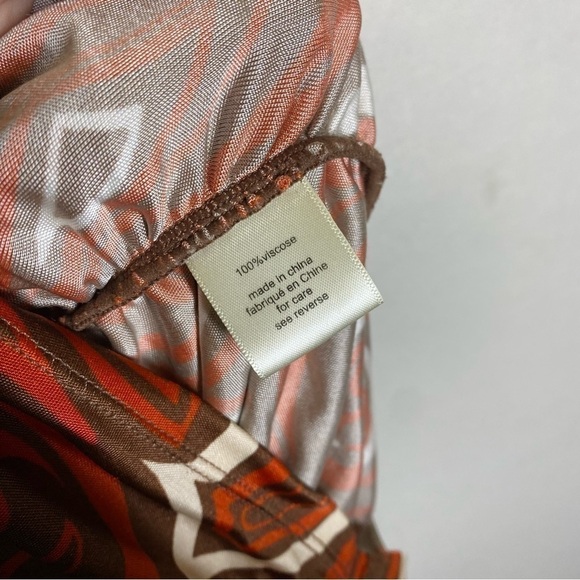 100%viscose
made in china
fabriqué en Chine
for care
see reverse